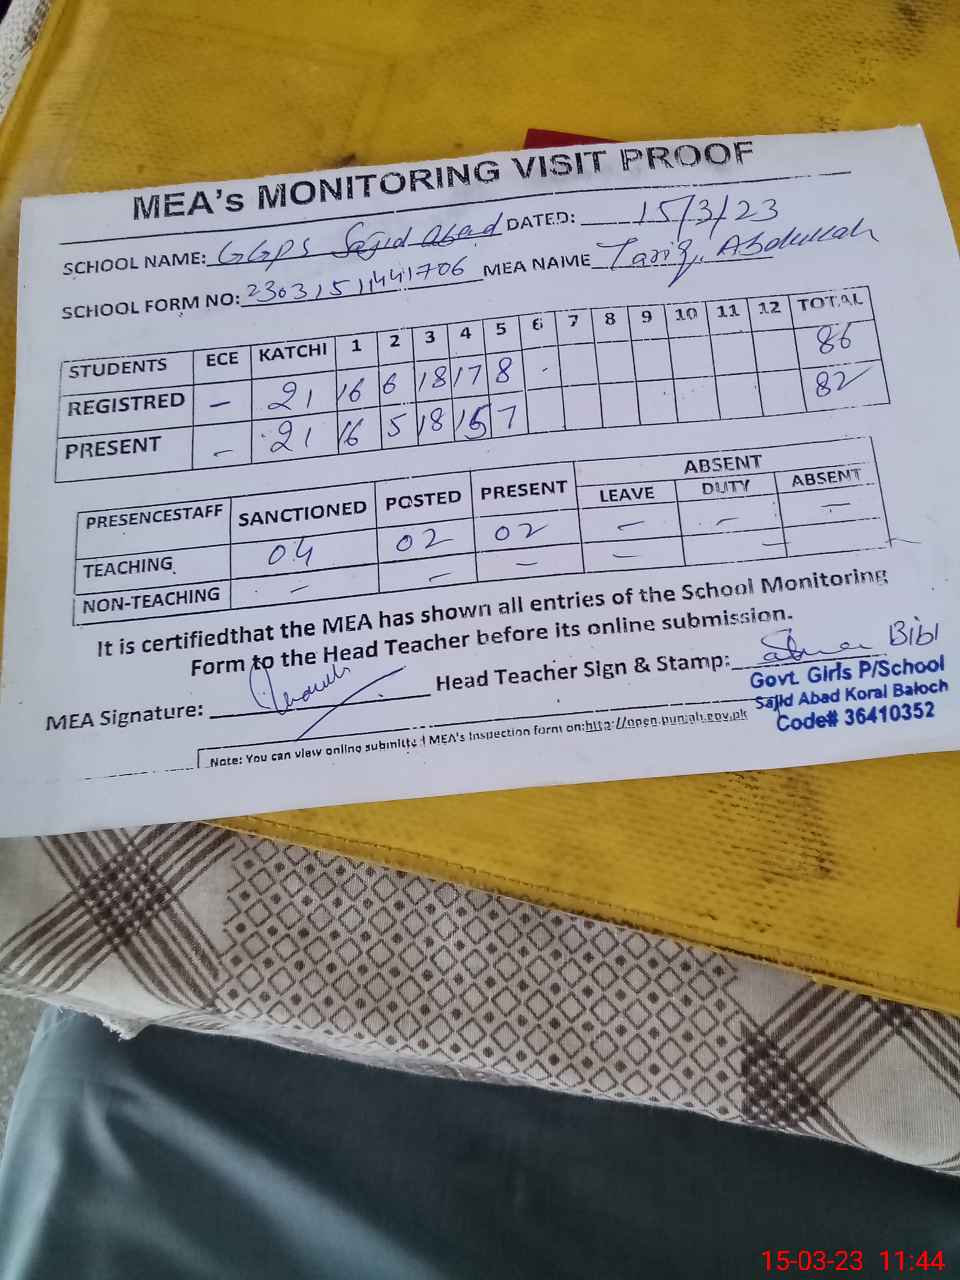 MEA's MONITORING VISIT PROOF
SCHOOL NAME: GGPS Sajid abad DATED: 15/3/23
SCHOOL FORM NO: 2303151141706 MEA NAME Tariq Abdullah
STUDENTS ECE KATCHI 1 2 3 4 5 6 7 8 9 10 11 12 TOTAL
REGISTRED - 21 16 6 18 17 8 - 86
PRESENT - 21 16 5 18 15 7 82
ABSENT
PRESENCESTAFF SANCTIONED POSTED PRESENT LEAVE DUTY ABSENT
TEACHING 04 02 02 - - -
NON-TEACHING - - - - -
It is certifiedthat the MEA has shown all entries of the School Monitoring
Form to the Head Teacher before its online submission.
MEA Signature: Head Teacher Sign & Stamp: Bibi
Govt. Girls P/School
Sajid Abad Koral Baloch
Code# 36410352
Note: You can view online submitted MEA's Inspection form on:http://open.punjab.gov.pk
15-03-23 11:44